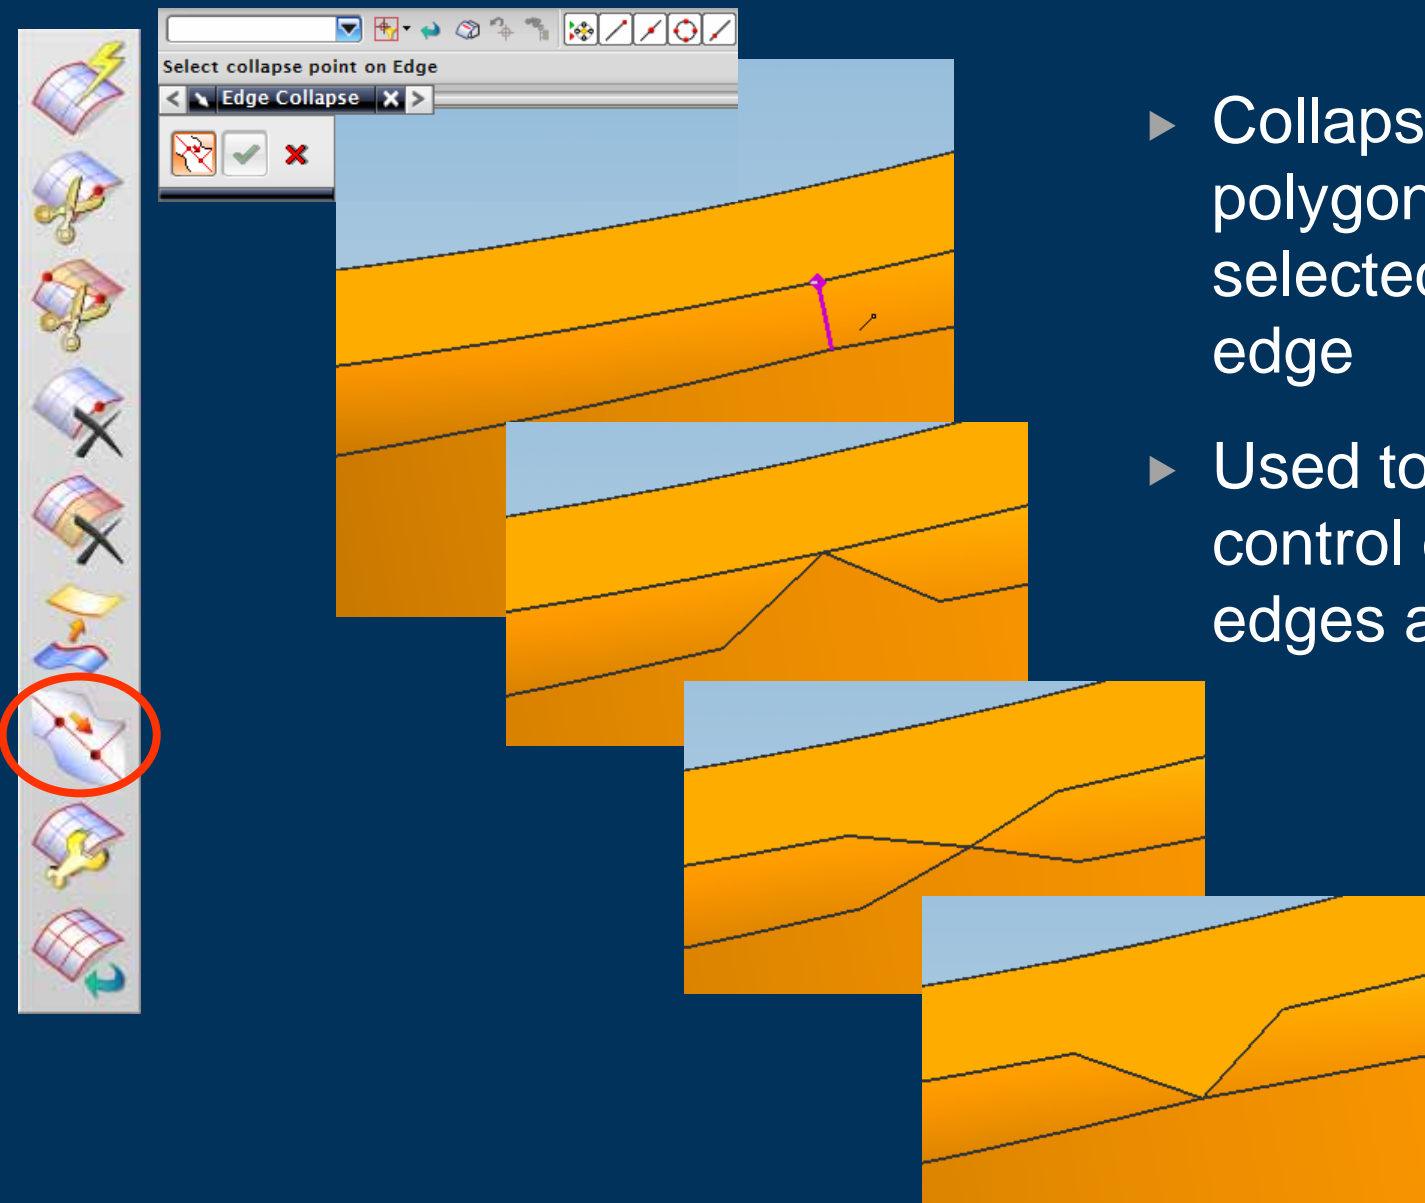 Select collapse point on Edge
Edge Collapse
Collaps
polygon
selected
edge
Used to
control
edges a